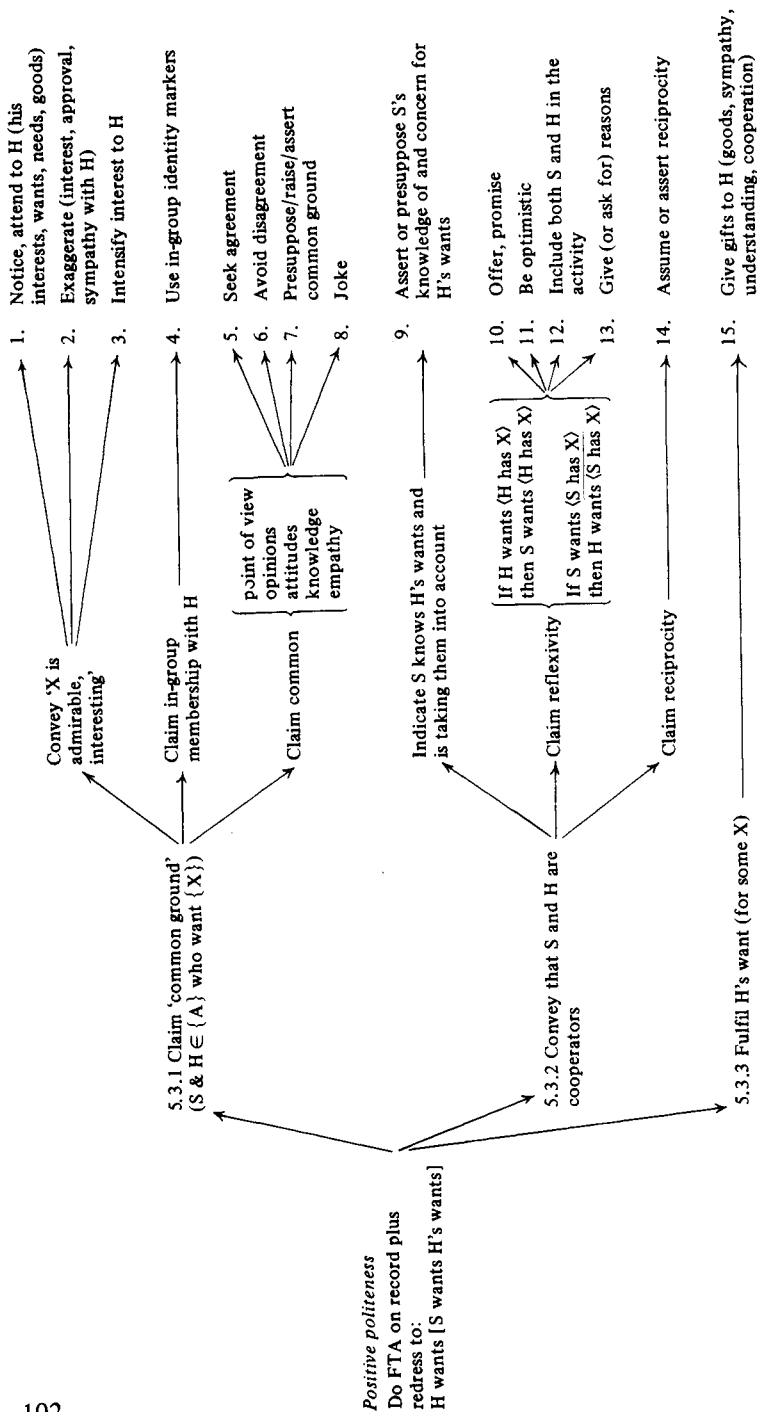 102
Positive politeness
Do FTA on record plus
redress to:
H wants [S wants H's wants]
5.3.1 Claim 'common ground'
(S & H ∈ {A} who want {X})
Convey 'X is
admirable,
interesting'
1. Notice, attend to H (his
interests, wants, needs, goods)
2. Exaggerate (interest, approval,
sympathy with H)
3. Intensify interest to H
Claim in-group
membership with H
4. Use in-group identity markers
Claim common
point of view
opinions
attitudes
knowledge
empathy
5. Seek agreement
6. Avoid disagreement
7. Presuppose/raise/assert
common ground
8. Joke
5.3.2 Convey that S and H are
cooperators
Indicate S knows H's wants and
is taking them into account
9. Assert or presuppose S's
knowledge of and concern for
H's wants
Claim reflexivity
If H wants ⟨H has X⟩
then S wants ⟨H has X⟩
If S wants ⟨S has X⟩
then H wants ⟨S has X⟩
10. Offer, promise
11. Be optimistic
12. Include both S and H in the
activity
13. Give (or ask for) reasons
Claim reciprocity
14. Assume or assert reciprocity
5.3.3 Fulfil H's want (for some X)
15. Give gifts to H (goods, sympathy,
understanding, cooperation)